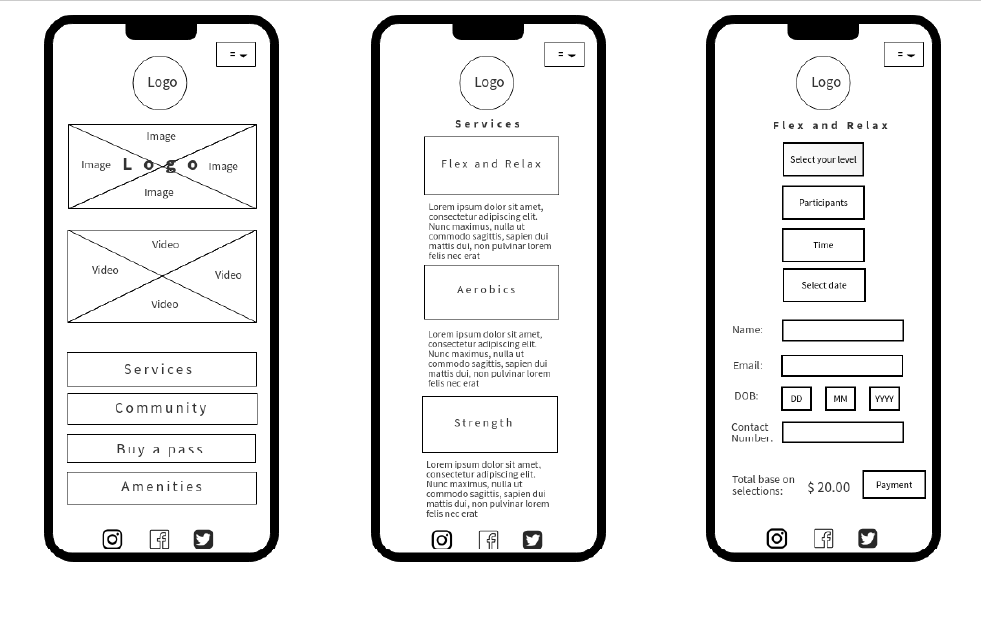 Logo
Image
Image Logo Image
Image
Video
Video Video
Video
Services
Community
Buy a pass
Amenities
Logo
Services
Flex and Relax
Lorem ipsum dolor sit amet,
consectetur adipiscing elit.
Nunc maximus, nulla ut
commodo sagittis, sapien dui
mattis dui, non pulvinar lorem
felis nec erat
Aerobics
Lorem ipsum dolor sit amet,
consectetur adipiscing elit.
Nunc maximus, nulla ut
commodo sagittis, sapien dui
mattis dui, non pulvinar lorem
felis nec erat
Strength
Lorem ipsum dolor sit amet,
consectetur adipiscing elit.
Nunc maximus, nulla ut
commodo sagittis, sapien dui
mattis dui, non pulvinar lorem
felis nec erat
Logo
Flex and Relax
Select your level
Participants
Time
Select date
Name:
Email:
DOB: DD MM YYYY
Contact
Number:
Total base on
selections: $ 20.00 Payment